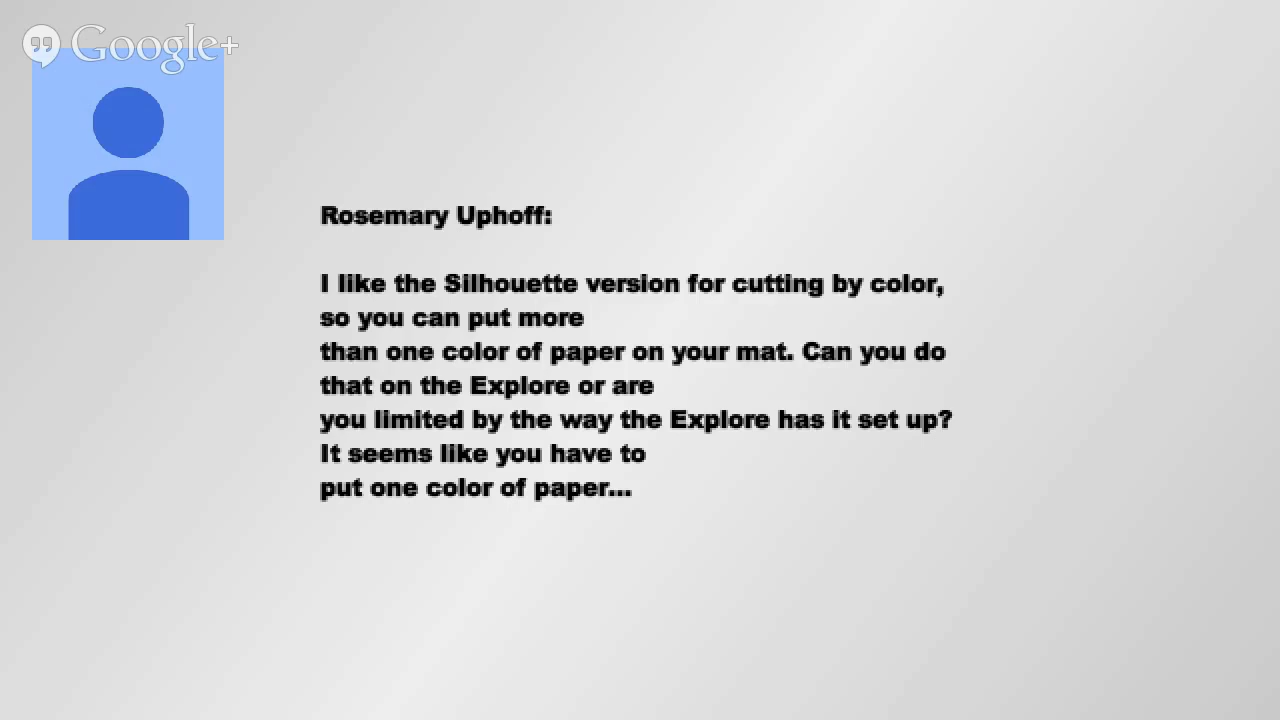 Google+
Rosemary Uphoff:
I like the Silhouette version for cutting by color,
so you can put more
than one color of paper on your mat. Can you do
that on the Explore or are
you limited by the way the Explore has it set up?
It seems like you have to
put one color of paper...